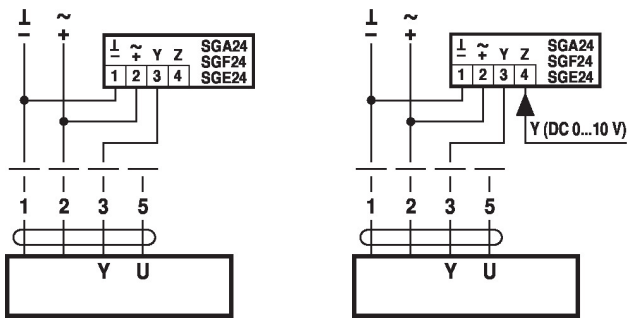 ⊥ ~
− +
⊥ ~ Y Z SGA24
− + SGF24
1 2 3 4 SGE24
1 2 3 5
Y U
⊥ ~
− +
⊥ ~ Y Z SGA24
− + SGF24
1 2 3 4 SGE24
Y (DC 0...10 V)
1 2 3 5
Y U